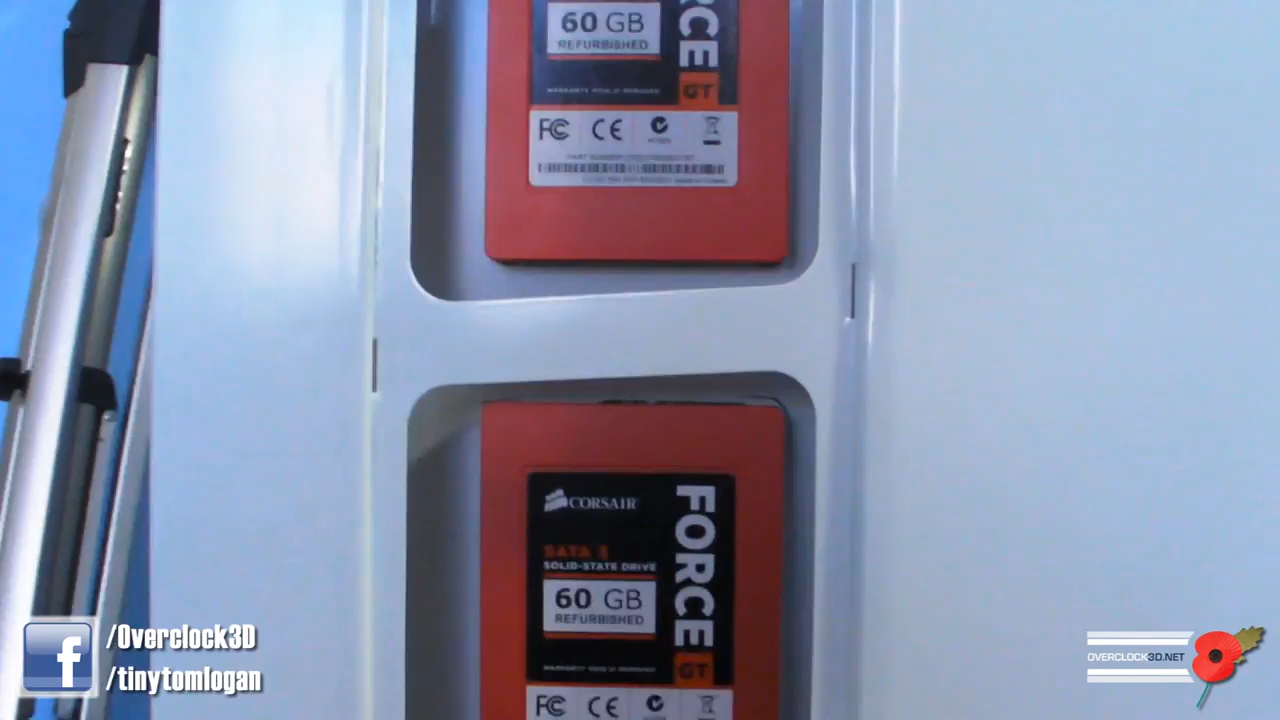 60 GB
REFURBISHED
RCE
GT
FC CE
CORSAIR
FORCE
SATA 3
SOLID-STATE DRIVE
60 GB
REFURBISHED
GT
FC CE
/Overclock3D
/tinytomlogan
OVERCLOCK3D.NET